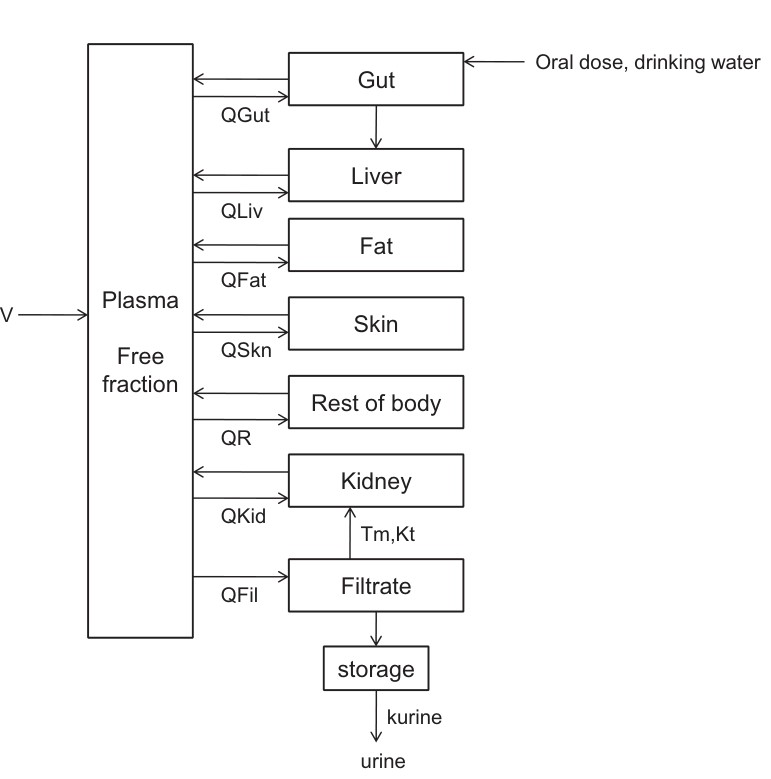 Gut
Oral dose, drinking water
QGut
Liver
QLiv
Fat
QFat
Plasma
V
Skin
Free
fraction
QSkn
Rest of body
QR
Kidney
QKid
Tm,Kt
Filtrate
QFil
storage
kurine
urine